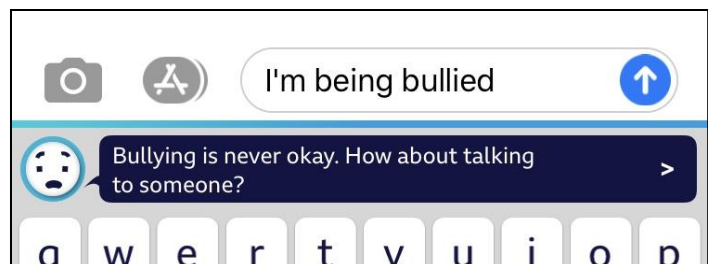 I'm being bullied
Bullying is never okay. How about talking
to someone?
>
q w e r t y u i o p